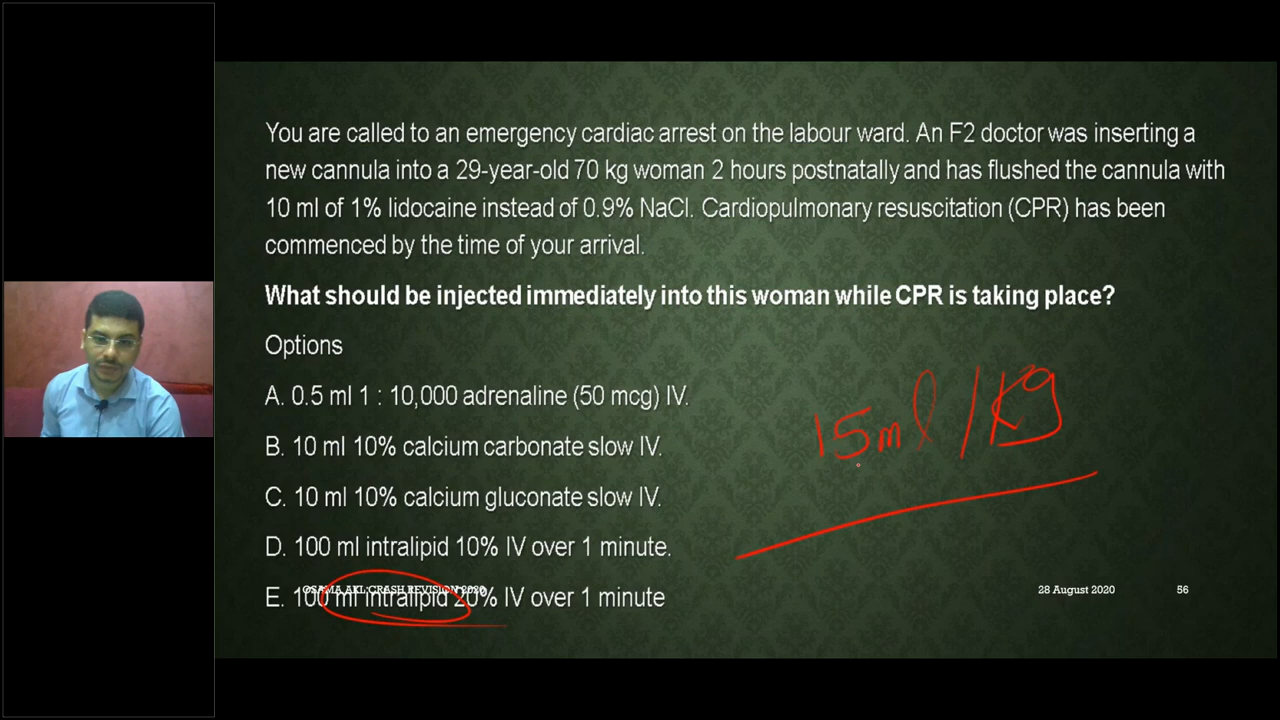 You are called to an emergency cardiac arrest on the labour ward. An F2 doctor was inserting a
new cannula into a 29-year-old 70 kg woman 2 hours postnatally and has flushed the cannula with
10 ml of 1% lidocaine instead of 0.9% NaCl. Cardiopulmonary resuscitation (CPR) has been
commenced by the time of your arrival.
What should be injected immediately into this woman while CPR is taking place?
Options
A. 0.5 ml 1 : 10,000 adrenaline (50 mcg) IV.
B. 10 ml 10% calcium carbonate slow IV.
C. 10 ml 10% calcium gluconate slow IV.
D. 100 ml intralipid 10% IV over 1 minute.
E. 100 ml intralipid 20% IV over 1 minute
15ml/Kg
OSAMA AKL CRASH REVISION 2020
28 August 2020
56